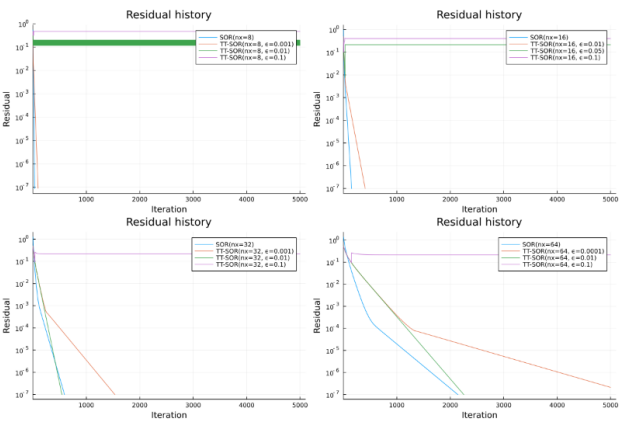 Residual history
10⁰
10⁻¹
10⁻²
10⁻³
10⁻⁴
10⁻⁵
10⁻⁶
10⁻⁷
Residual
SOR(nx=8)
TT-SOR(nx=8, ϵ=0.001)
TT-SOR(nx=8, ϵ=0.01)
TT-SOR(nx=8, ϵ=0.1)
1000 2000 3000 4000 5000
Iteration
Residual history
10⁰
10⁻¹
10⁻²
10⁻³
10⁻⁴
10⁻⁵
10⁻⁶
10⁻⁷
Residual
SOR(nx=16)
TT-SOR(nx=16, ϵ=0.01)
TT-SOR(nx=16, ϵ=0.05)
TT-SOR(nx=16, ϵ=0.1)
1000 2000 3000 4000 5000
Iteration
Residual history
10⁰
10⁻¹
10⁻²
10⁻³
10⁻⁴
10⁻⁵
10⁻⁶
10⁻⁷
Residual
SOR(nx=32)
TT-SOR(nx=32, ϵ=0.001)
TT-SOR(nx=32, ϵ=0.01)
TT-SOR(nx=32, ϵ=0.1)
1000 2000 3000 4000 5000
Iteration
Residual history
10⁰
10⁻¹
10⁻²
10⁻³
10⁻⁴
10⁻⁵
10⁻⁶
10⁻⁷
Residual
SOR(nx=64)
TT-SOR(nx=64, ϵ=0.0001)
TT-SOR(nx=64, ϵ=0.01)
TT-SOR(nx=64, ϵ=0.1)
1000 2000 3000 4000 5000
Iteration